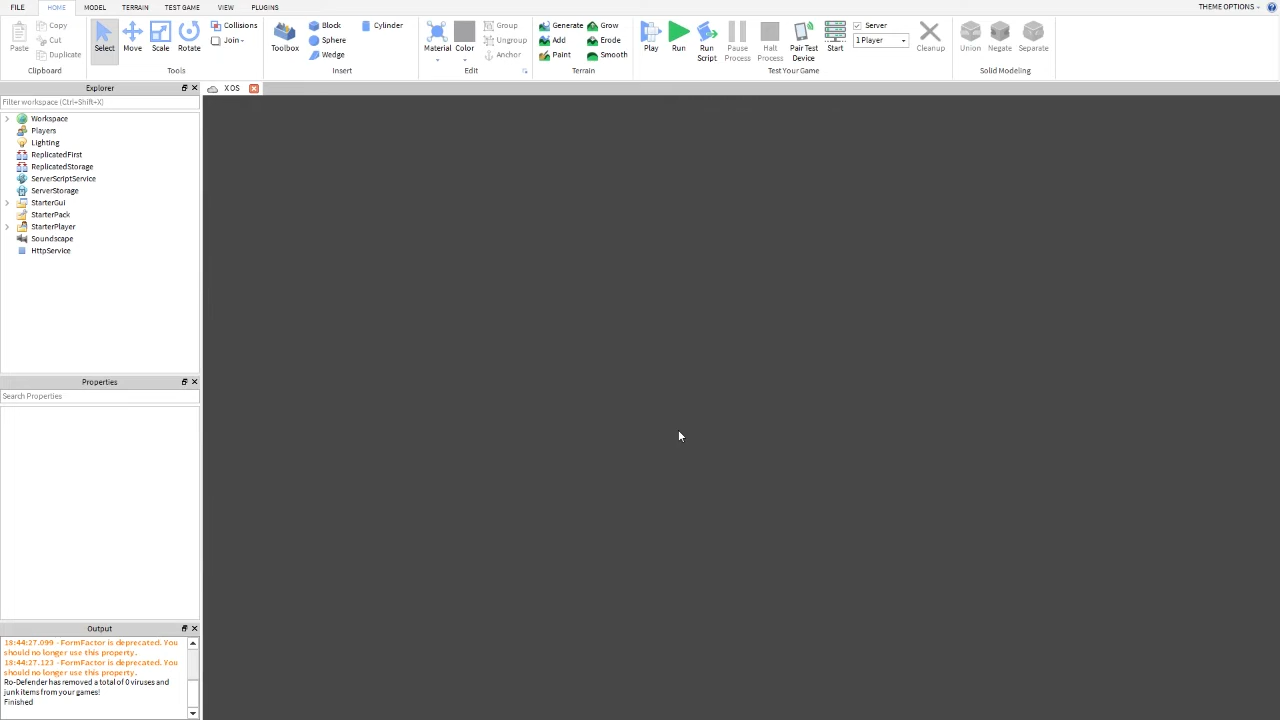 FILE HOME MODEL TERRAIN TEST GAME VIEW PLUGINS THEME OPTIONS
Paste Copy Cut Duplicate
Clipboard
Select Move Scale Rotate Collisions Join
Tools
Toolbox Block Sphere Wedge Cylinder
Insert
Material Color Group Ungroup Anchor
Edit
Generate Add Paint Grow Erode Smooth
Terrain
Play Run Run Script Pause Process Halt Process Pair Test Device Start Server 1 Player Cleanup
Test Your Game
Union Negate Separate
Solid Modeling
Explorer
Filter workspace (Ctrl+Shift+X)
Workspace
Players
Lighting
ReplicatedFirst
ReplicatedStorage
ServerScriptService
ServerStorage
StarterGui
StarterPack
StarterPlayer
Soundscape
HttpService
XOS
Properties
Search Properties
Output
18:44:27.099 - FormFactor is deprecated. You
should no longer use this property.
18:44:27.123 - FormFactor is deprecated. You
should no longer use this property.
Ro-Defender has removed a total of 0 viruses and
junk items from your games!
Finished